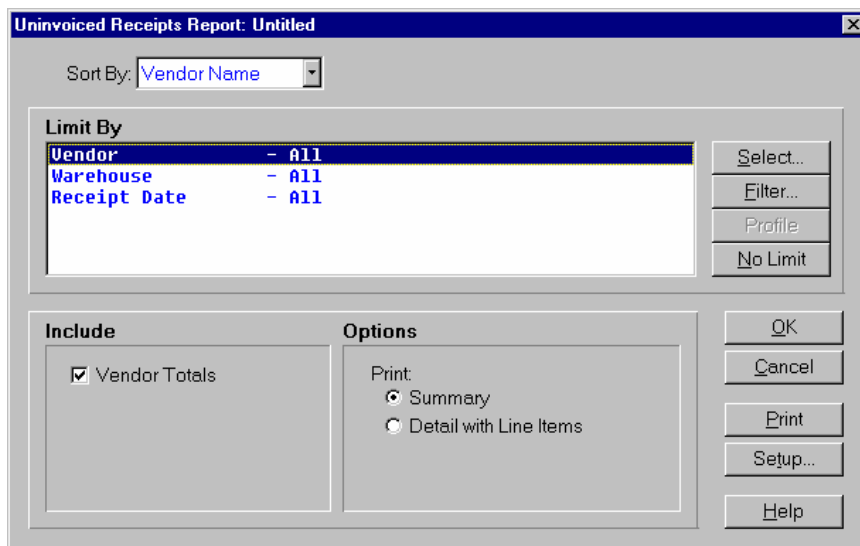 Uninvoiced Receipts Report: Untitled
Sort By: Vendor Name
Limit By
Vendor - All
Warehouse - All
Receipt Date - All
Select...
Filter...
Profile
No Limit
Include
Vendor Totals
Options
Print:
Summary
Detail with Line Items
OK
Cancel
Print
Setup...
Help